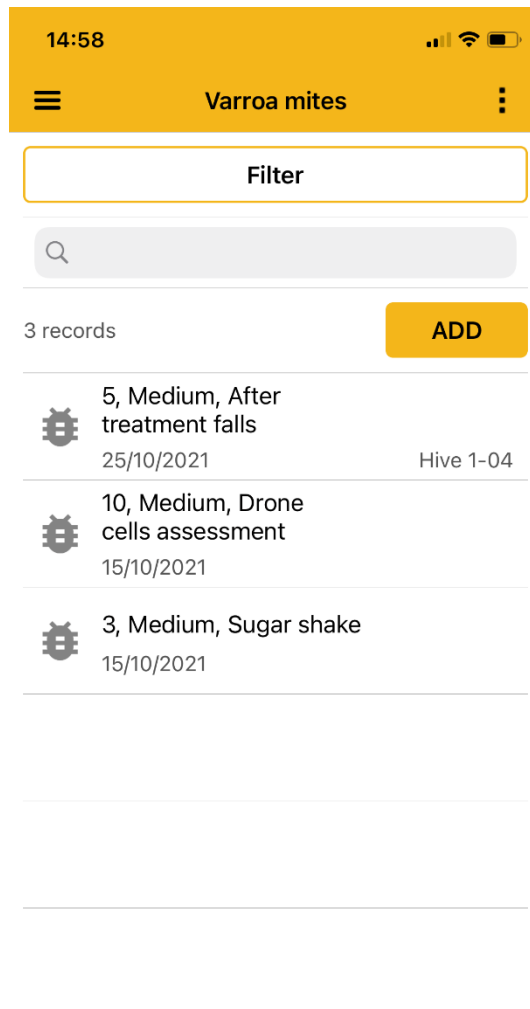 14:58
Varroa mites
Filter
3 records
ADD
5, Medium, After
treatment falls
25/10/2021
Hive 1-04
10, Medium, Drone
cells assessment
15/10/2021
3, Medium, Sugar shake
15/10/2021